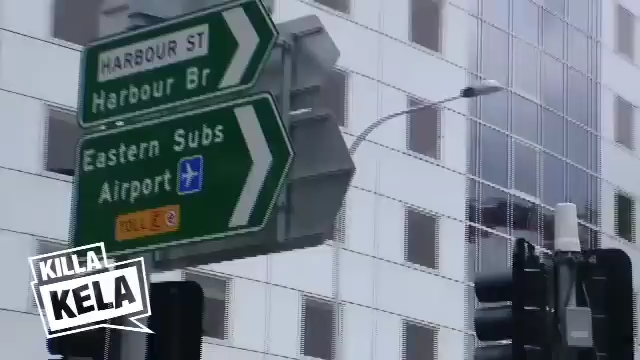 HARBOUR ST
Harbour Br
Eastern Subs
Airport
TOLL
KILLA
KELA